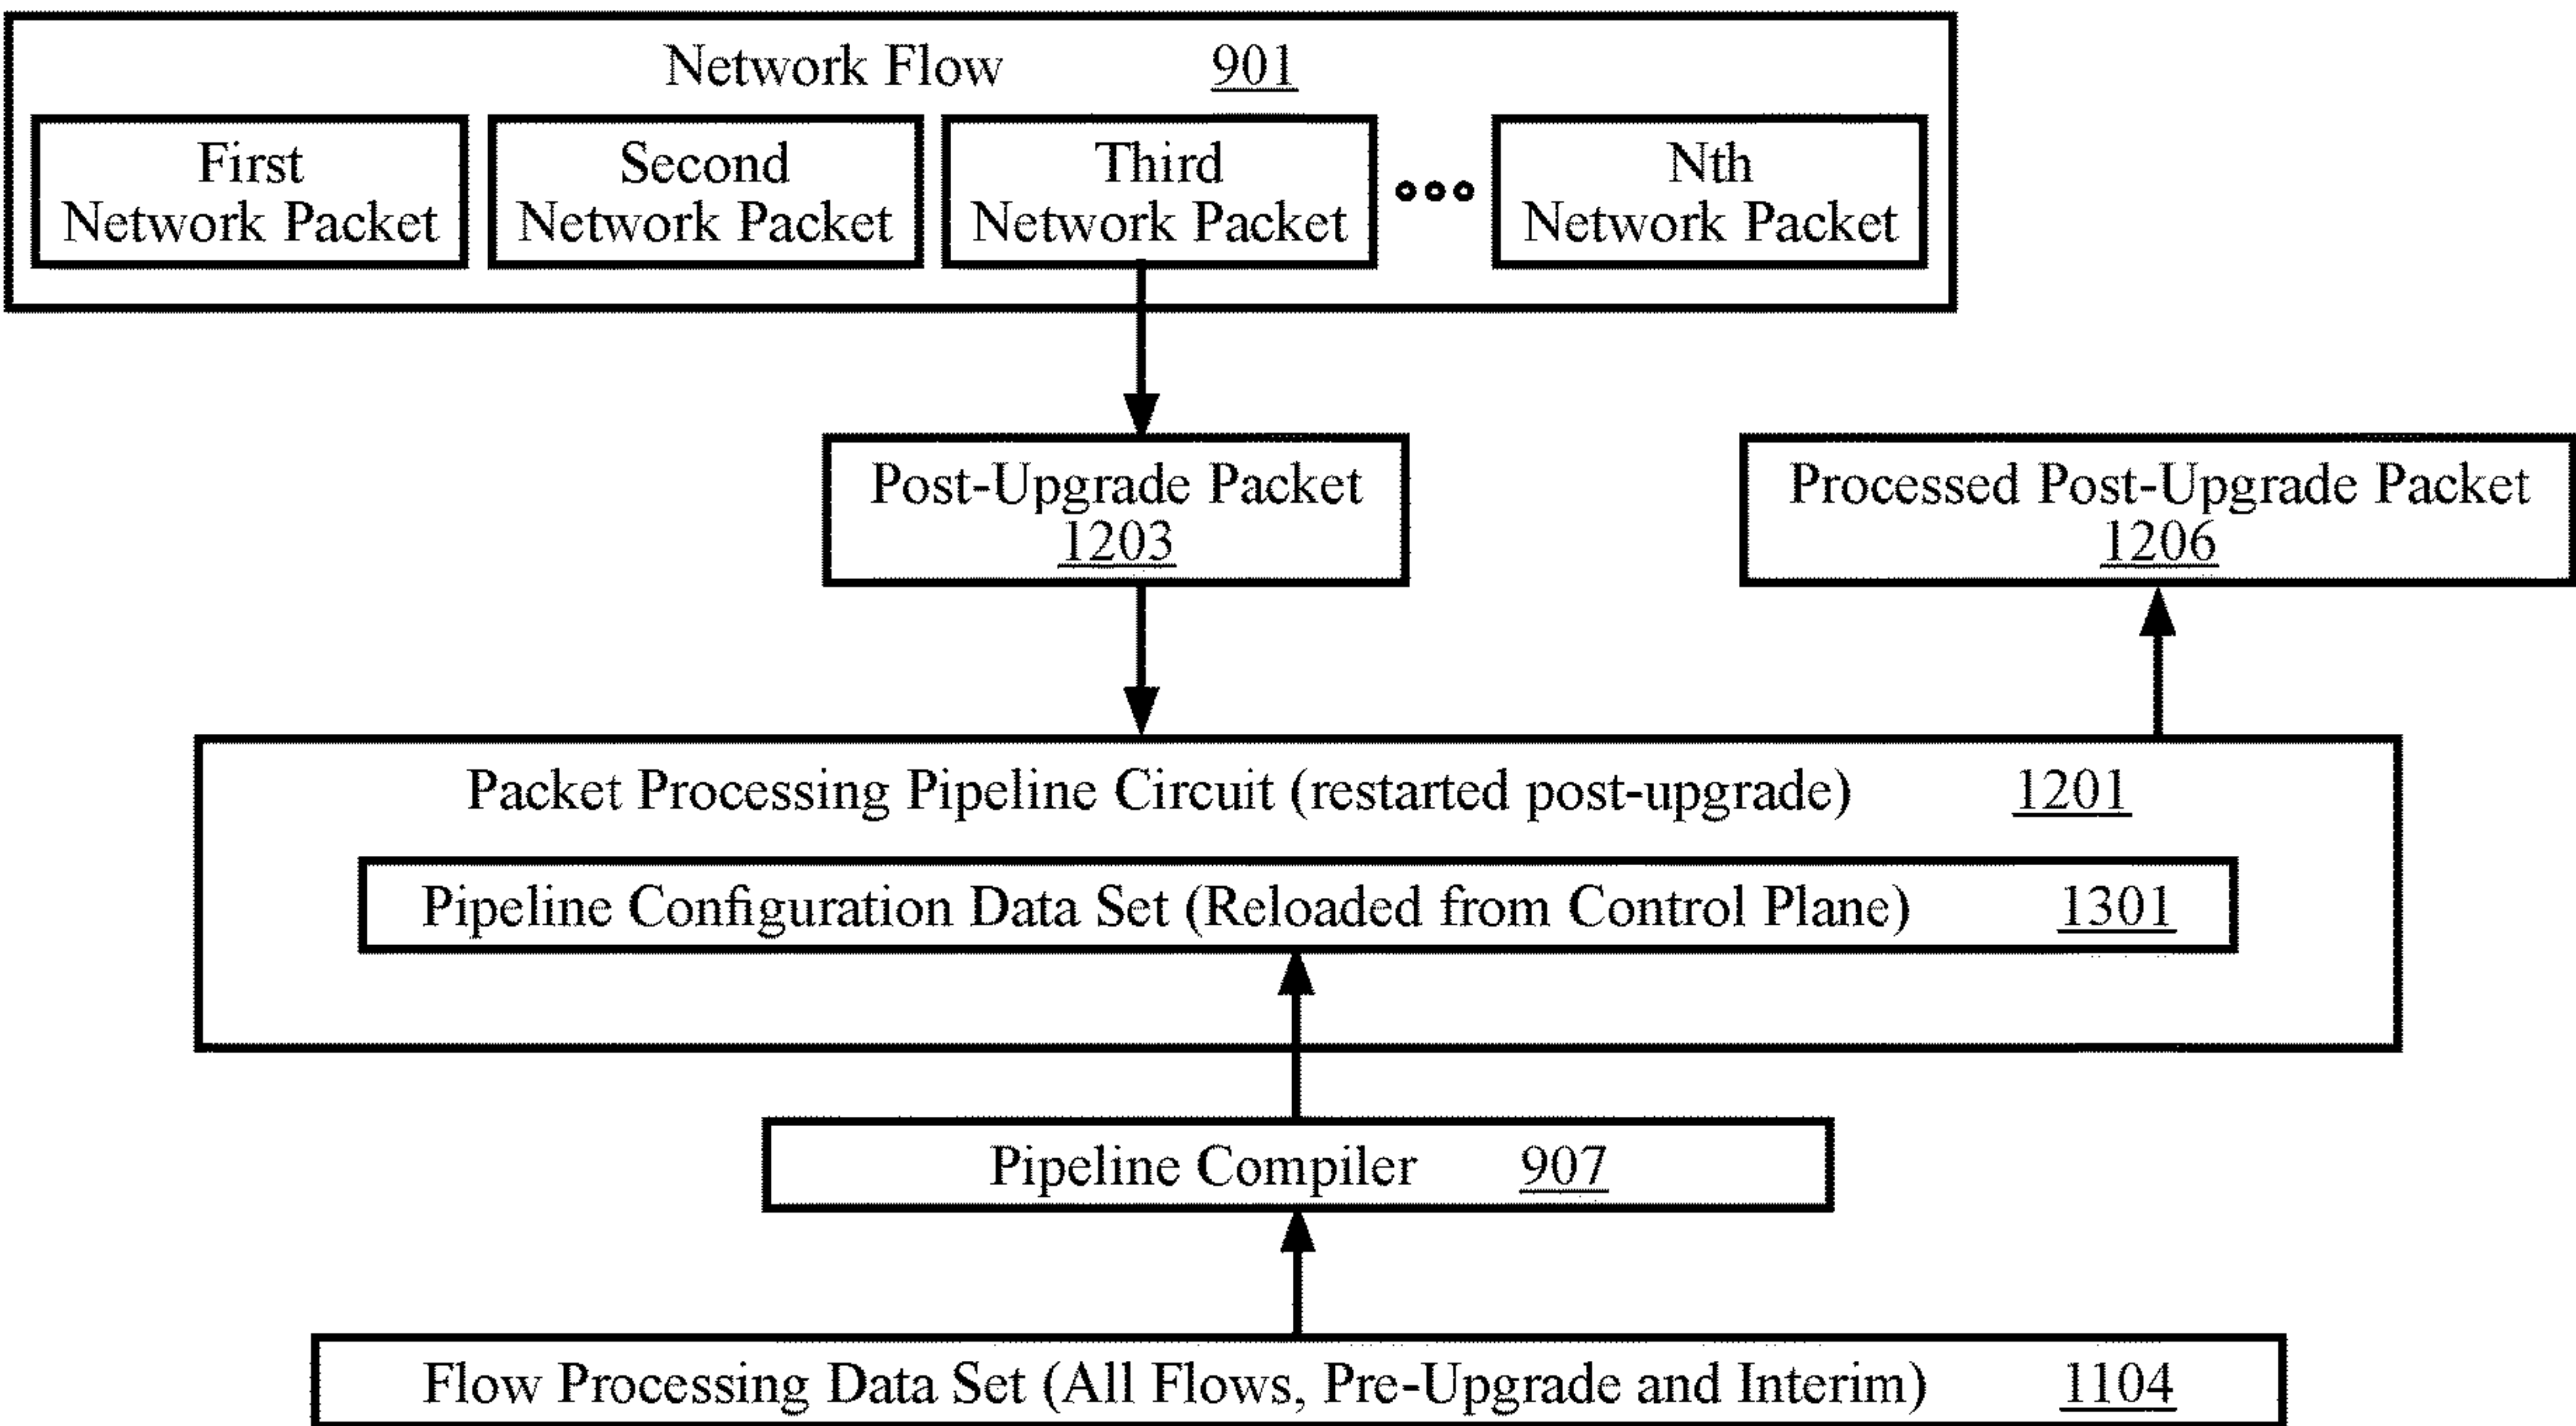 Network Flow 901
First
Network Packet
Second
Network Packet
Third
Network Packet
Nth
Network Packet
Post-Upgrade Packet
1203
Processed Post-Upgrade Packet
1206
Packet Processing Pipeline Circuit (restarted post-upgrade) 1201
Pipeline Configuration Data Set (Reloaded from Control Plane) 1301
Pipeline Compiler 907
Flow Processing Data Set (All Flows, Pre-Upgrade and Interim) 1104